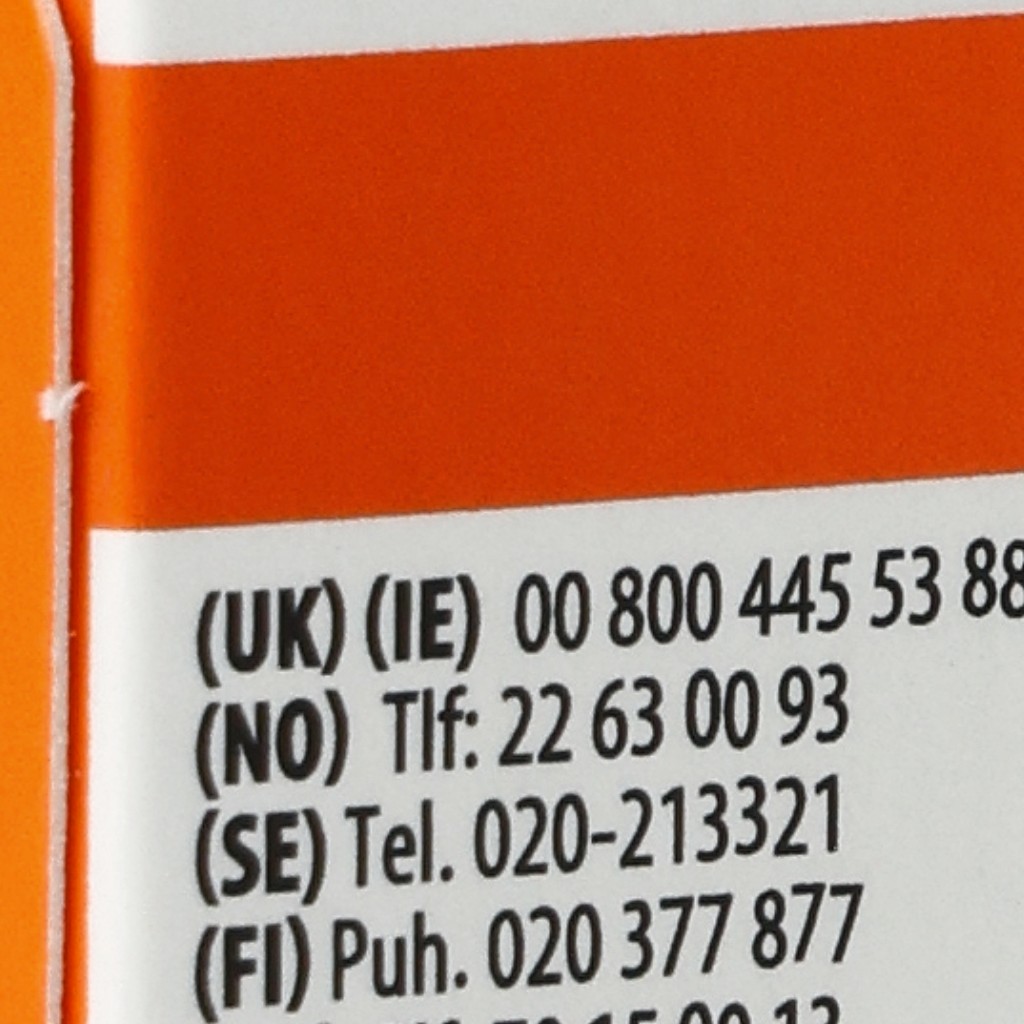 (UK) (IE) 00 800 445 53 88
(NO) Tlf: 22 63 00 93
(SE) Tel. 020-213321
(FI) Puh. 020 377 877